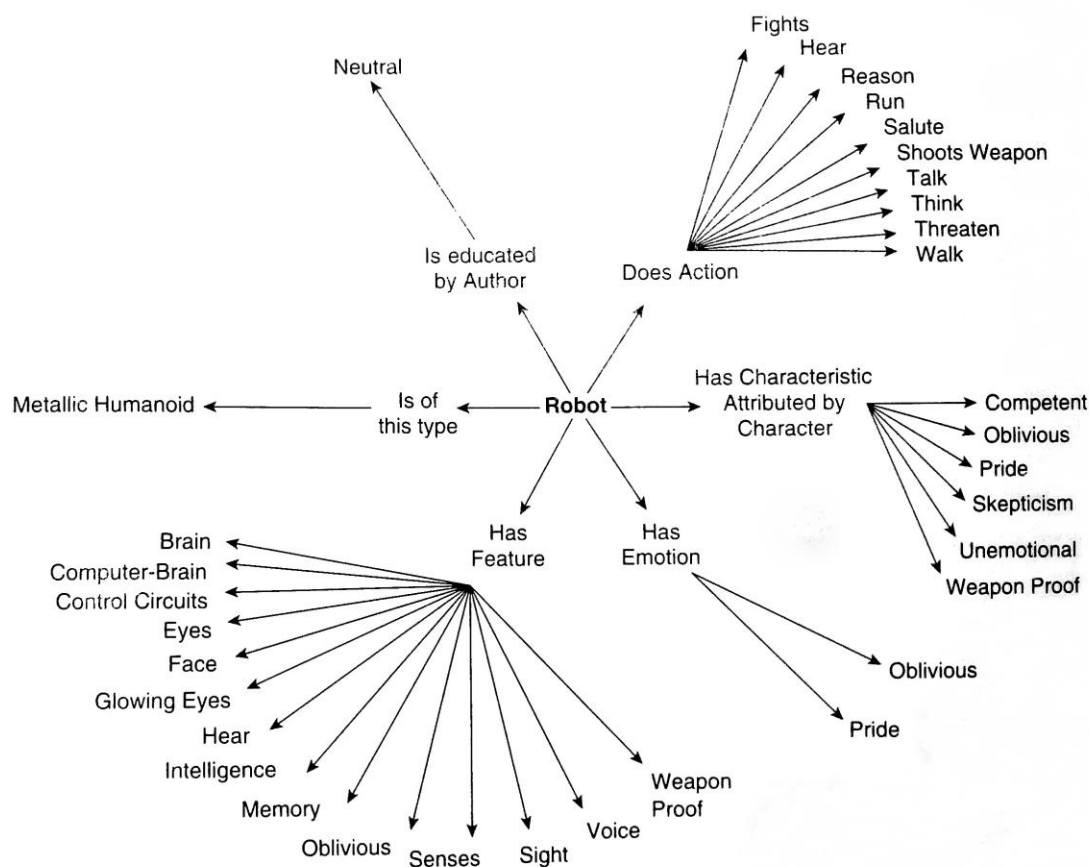 Fights
Hear
Neutral
Reason
Run
Salute
Shoots Weapon
Talk
Think
Threaten
Walk
Is educated
by Author
Does Action
Metallic Humanoid
Is of
this type
Robot
Has Characteristic
Attributed by
Character
Competent
Oblivious
Pride
Skepticism
Unemotional
Weapon Proof
Has
Feature
Has
Emotion
Brain
Computer-Brain
Control Circuits
Eyes
Face
Glowing Eyes
Hear
Intelligence
Memory
Oblivious
Senses
Sight
Voice
Weapon
Proof
Oblivious
Pride